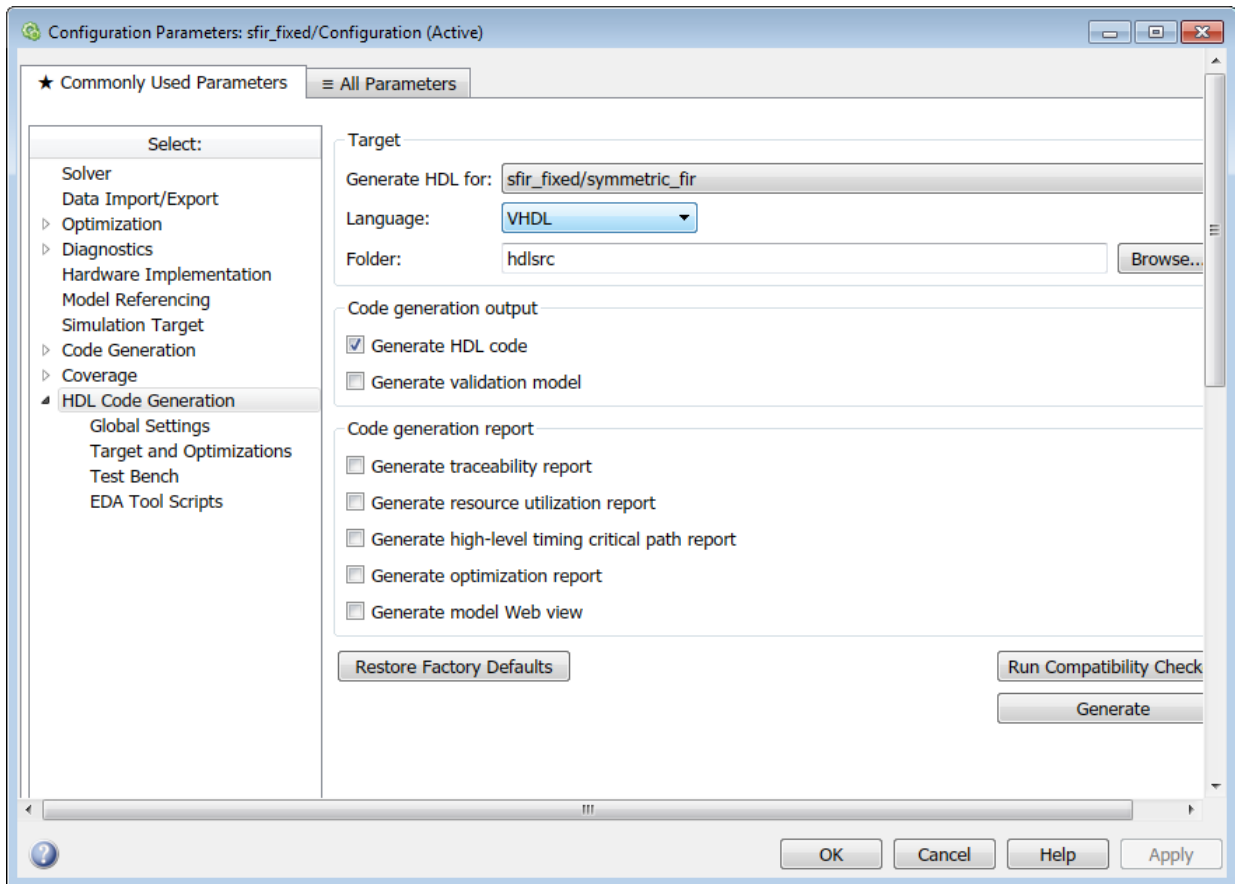 Configuration Parameters: sfir_fixed/Configuration (Active)
★ Commonly Used Parameters
≡ All Parameters
Select:
Solver
Data Import/Export
Optimization
Diagnostics
Hardware Implementation
Model Referencing
Simulation Target
Code Generation
Coverage
HDL Code Generation
Global Settings
Target and Optimizations
Test Bench
EDA Tool Scripts
Target
Generate HDL for: sfir_fixed/symmetric_fir
Language: VHDL
Folder: hdlsrc Browse...
Code generation output
Generate HDL code
Generate validation model
Code generation report
Generate traceability report
Generate resource utilization report
Generate high-level timing critical path report
Generate optimization report
Generate model Web view
Restore Factory Defaults Run Compatibility Check
Generate
? OK Cancel Help Apply